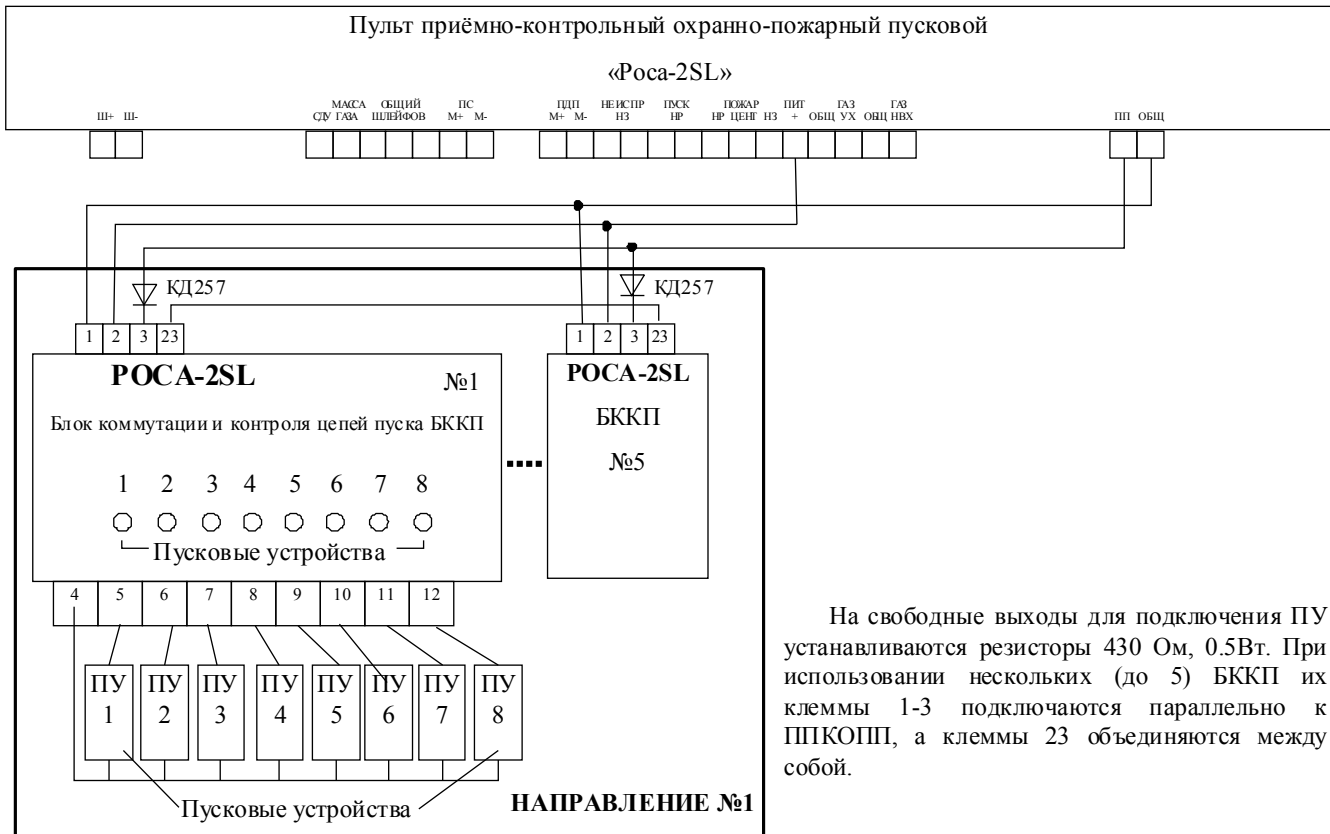 Пульт приёмно-контрольный охранно-пожарный пусковой
«Роса-2SL»
МАССА ОБЩИЙ ПС ПДП НЕИСПР ПУСК ПОЖАР ПИТ ГАЗ ГАЗ
Ш+ Ш- СДУ ГАЗА ШЛЕЙФОВ М+ М- М+ М- НЗ НР НР ЦЕНТ НЗ + ОБЩ УХ ОБЩ НВХ ПП ОБЩ
КД257 КД257
1 2 3 23 1 2 3 23
РОСА-2SL №1
Блок коммутации и контроля цепей пуска БККП
1 2 3 4 5 6 7 8
Пусковые устройства
РОСА-2SL
БККП
№5
4 5 6 7 8 9 10 11 12
ПУ ПУ ПУ ПУ ПУ ПУ ПУ ПУ
1 2 3 4 5 6 7 8
Пусковые устройства
НАПРАВЛЕНИЕ №1
На свободные выходы для подключения ПУ
устанавливаются резисторы 430 Ом, 0.5Вт. При
использовании нескольких (до 5) БККП их
клеммы 1-3 подключаются параллельно к
ППКОПП, а клеммы 23 объединяются между
собой.